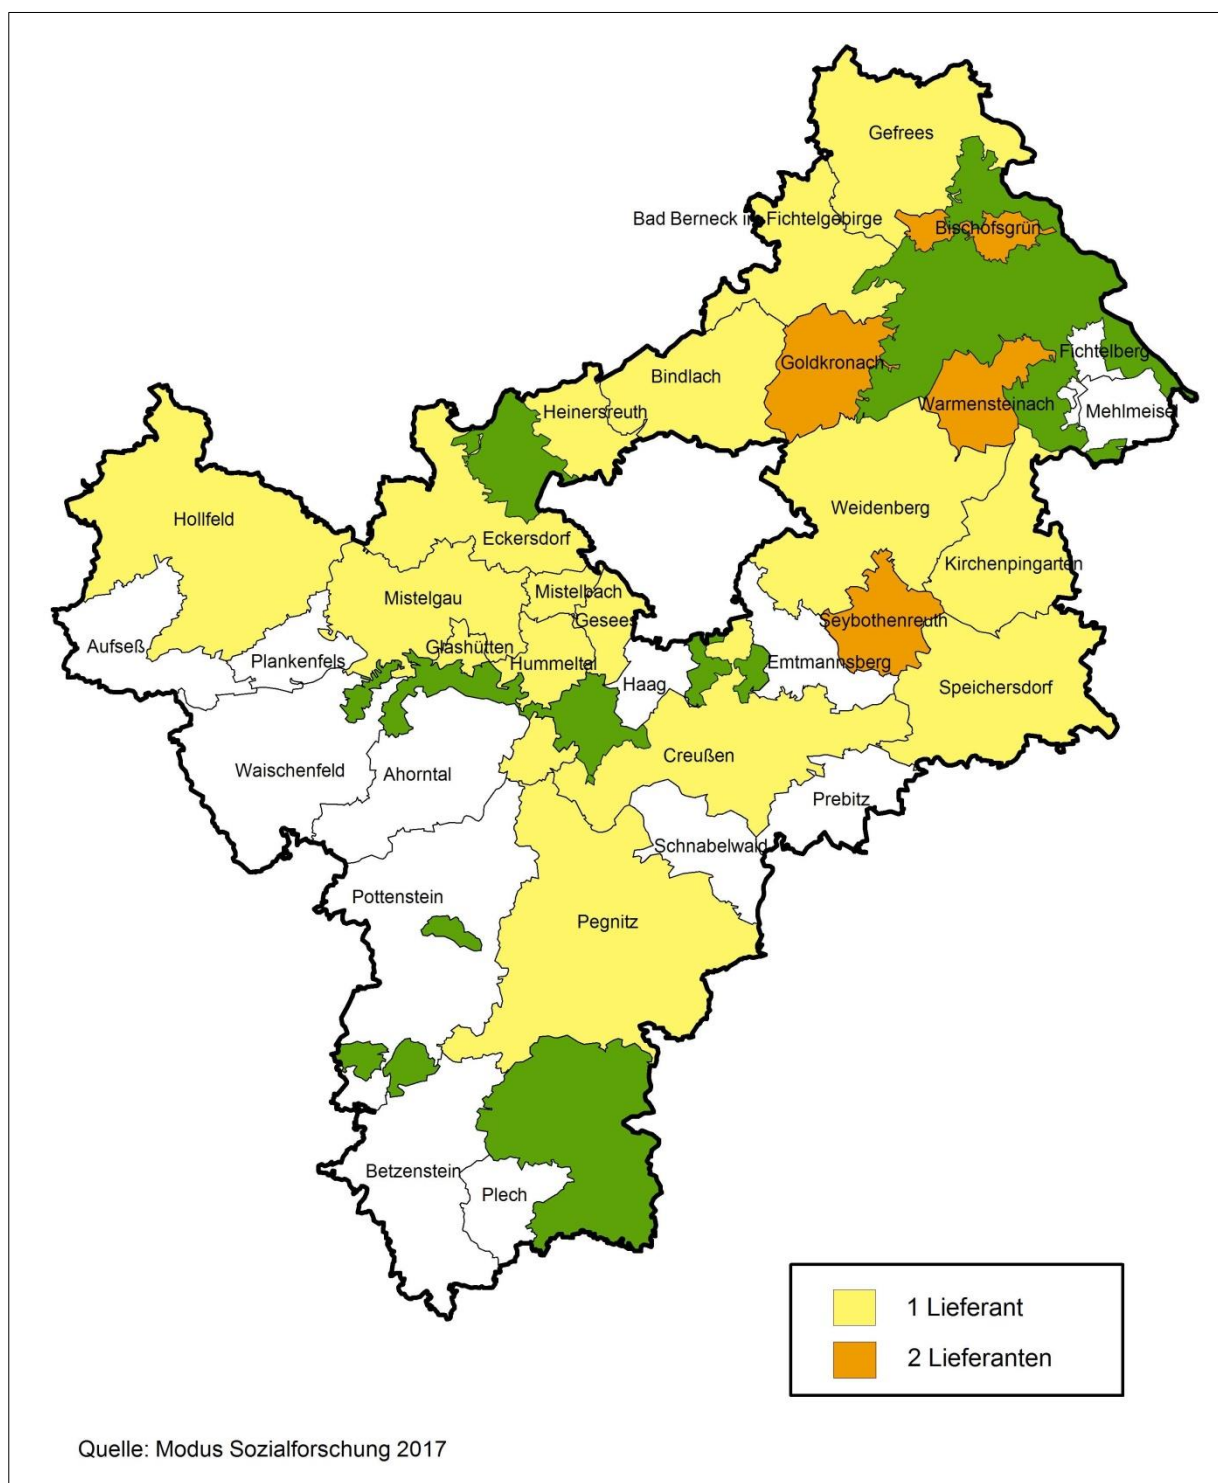 Gefrees
Bad Berneck im Fichtelgebirge
Bischofsgrün
Fichtelberg
Goldkronach
Bindlach
Warmensteinach
Mehlmeisel
Heinersreuth
Weidenberg
Hollfeld
Eckersdorf
Kirchenpingarten
Mistelbach
Mistelgau
Gesees
Seybothenreuth
Aufseß
Glashütten
Plankenfels
Hummeltal
Emtmannsberg
Haag
Speichersdorf
Creußen
Waischenfeld
Ahorntal
Prebitz
Schnabelwaid
Pottenstein
Pegnitz
Betzenstein
Plech
1 Lieferant
2 Lieferanten
Quelle: Modus Sozialforschung 2017